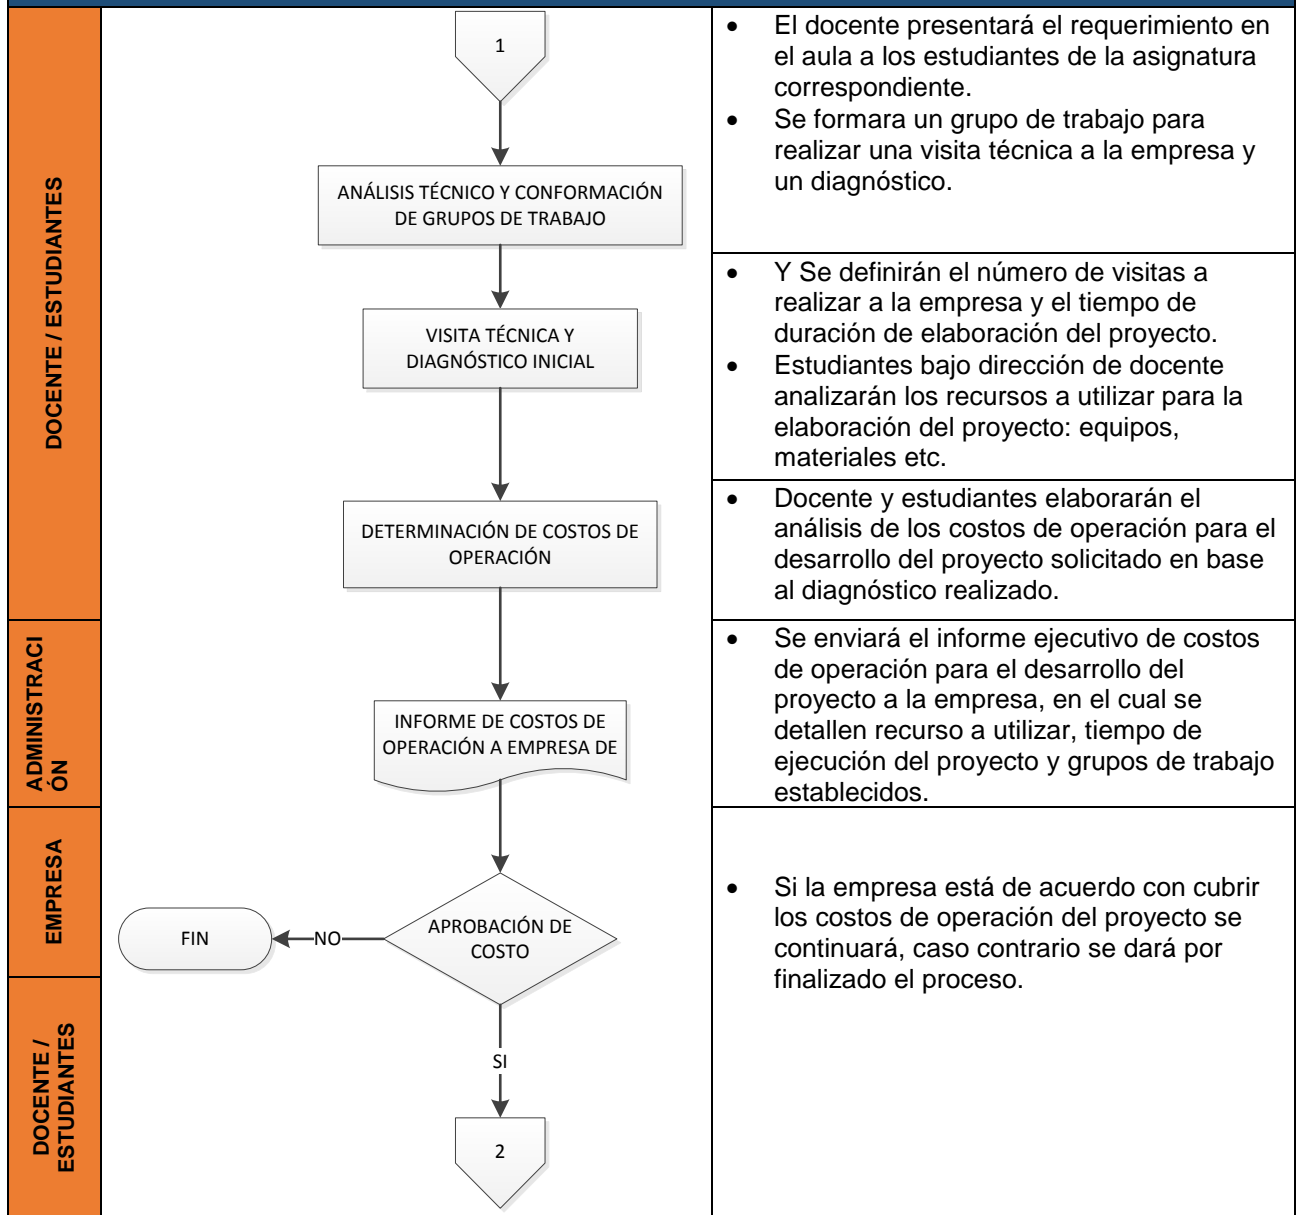 DOCENTE / ESTUDIANTES
1
ANÁLISIS TÉCNICO Y CONFORMACIÓN
DE GRUPOS DE TRABAJO
VISITA TÉCNICA Y
DIAGNÓSTICO INICIAL
DETERMINACIÓN DE COSTOS DE
OPERACIÓN
• El docente presentará el requerimiento en
el aula a los estudiantes de la asignatura
correspondiente.
• Se formara un grupo de trabajo para
realizar una visita técnica a la empresa y
un diagnóstico.
• Y Se definirán el número de visitas a
realizar a la empresa y el tiempo de
duración de elaboración del proyecto.
• Estudiantes bajo dirección de docente
analizarán los recursos a utilizar para la
elaboración del proyecto: equipos,
materiales etc.
• Docente y estudiantes elaborarán el
análisis de los costos de operación para el
desarrollo del proyecto solicitado en base
al diagnóstico realizado.
ADMINISTRACI
ÓN
INFORME DE COSTOS DE
OPERACIÓN A EMPRESA DE
• Se enviará el informe ejecutivo de costos
de operación para el desarrollo del
proyecto a la empresa, en el cual se
detallen recurso a utilizar, tiempo de
ejecución del proyecto y grupos de trabajo
establecidos.
EMPRESA
FIN
NO
APROBACIÓN DE
COSTO
• Si la empresa está de acuerdo con cubrir
los costos de operación del proyecto se
continuará, caso contrario se dará por
finalizado el proceso.
DOCENTE /
ESTUDIANTES
SI
2